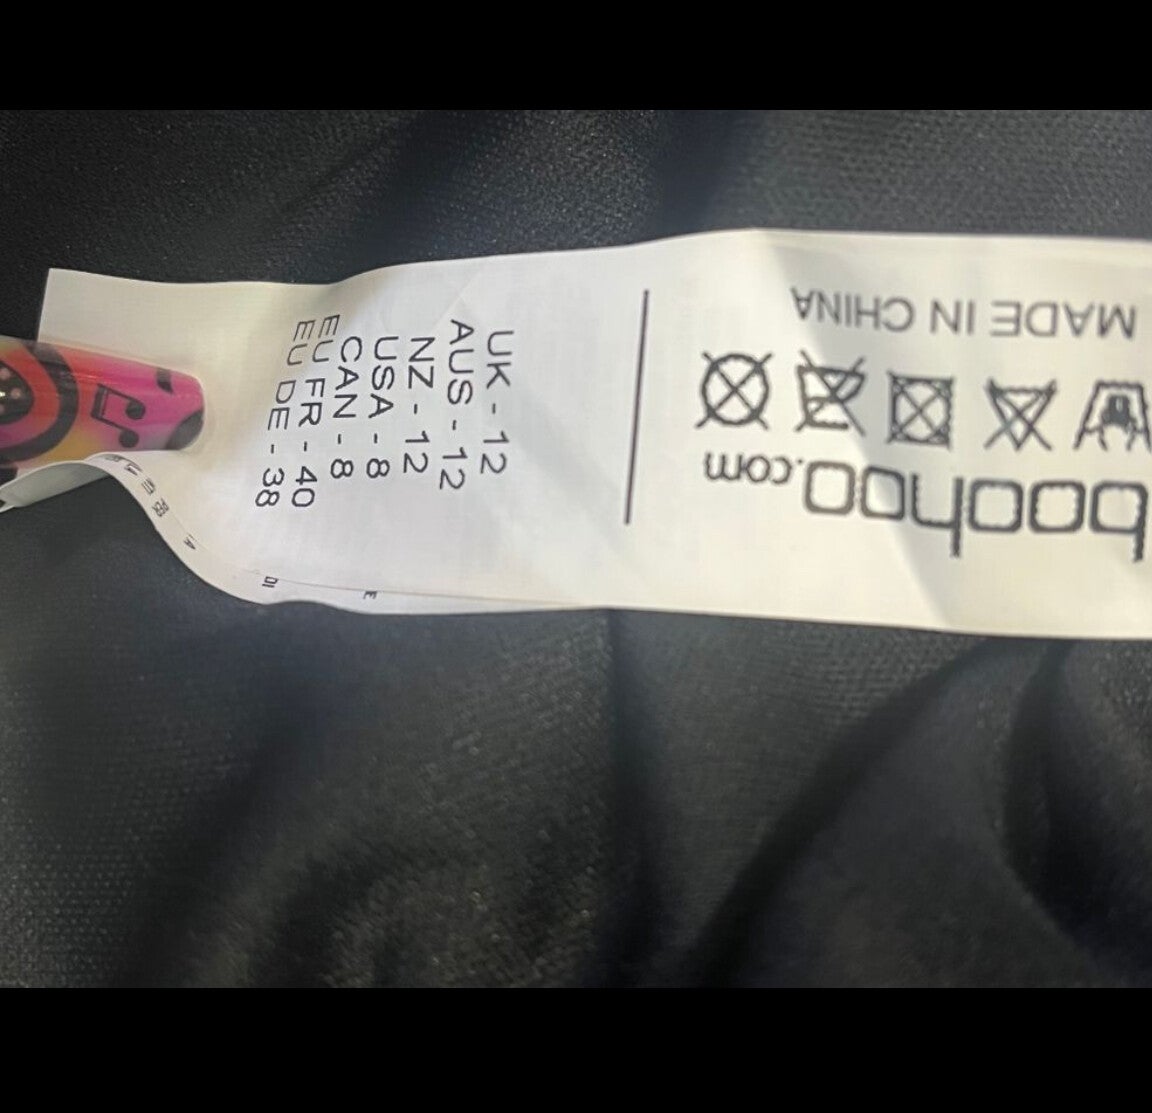 UK - 12
AUS - 12
NZ - 12
USA - 8
CAN - 8
EU FR - 40
EU DE - 38
boohoo.com
MADE IN CHINA